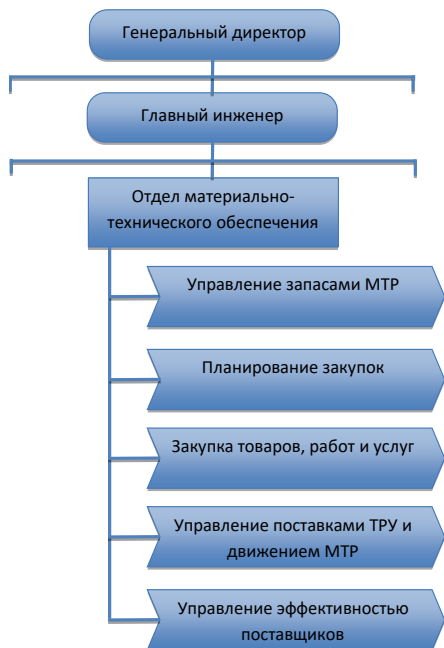 Генеральный директор
Главный инженер
Отдел материально-
технического обеспечения
Управление запасами МТР
Планирование закупок
Закупка товаров, работ и услуг
Управление поставками ТРУ и
движением МТР
Управление эффективностью
поставщиков